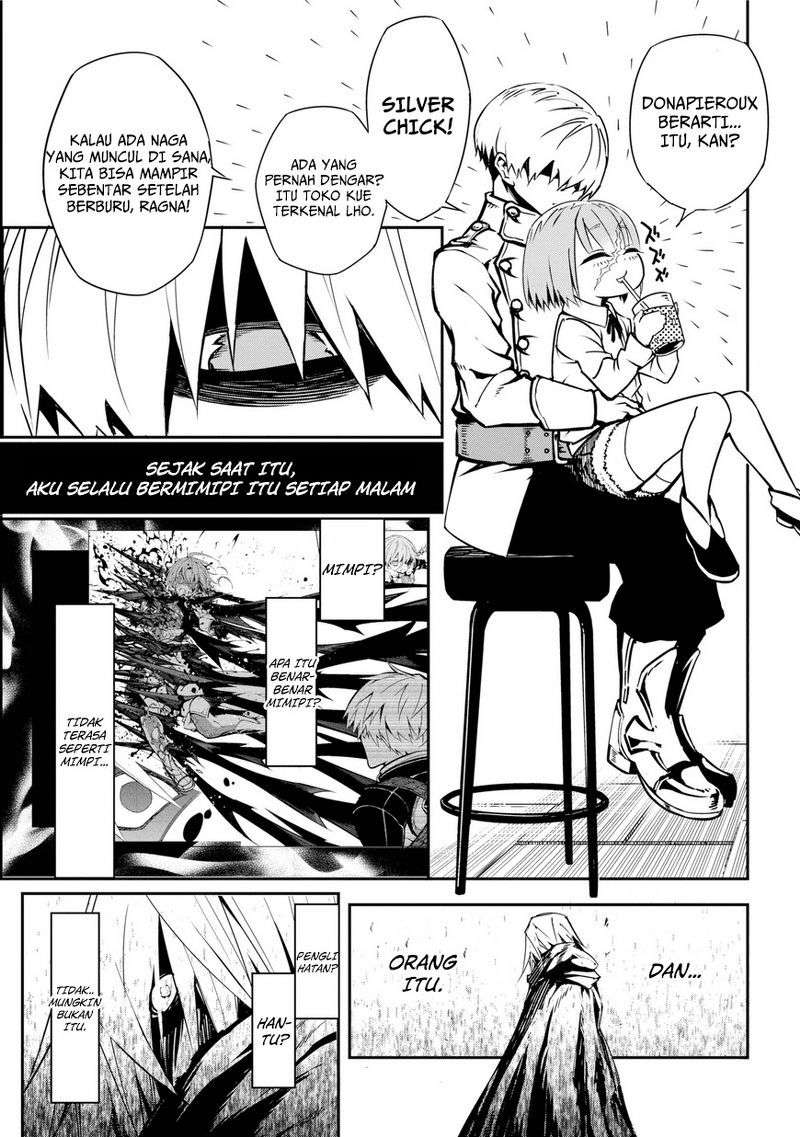 DONAPIEROUX
BERARTI...
ITU, KAN?
SILVER
CHICK!
ADA YANG
PERNAH DENGAR?
ITU TOKO KUE
TERKENAL LHO.
KALAU ADA NAGA
YANG MUNCUL DI SANA,
KITA BISA MAMPIR
SEBENTAR SETELAH
BERBURU, RAGNA!
SEJAK SAAT ITU,
AKU SELALU BERMIMIPI ITU SETIAP MALAM
MIMPI?
APA ITU
BENAR-
BENAR
MIMIPI?
TIDAK
TERASA
SEPERTI
MIMPI...
DAN...
ORANG
ITU.
PENGLI
HATAN?
HAN-
TU?
TIDAK..
MUNGKIN
BUKAN
ITU.